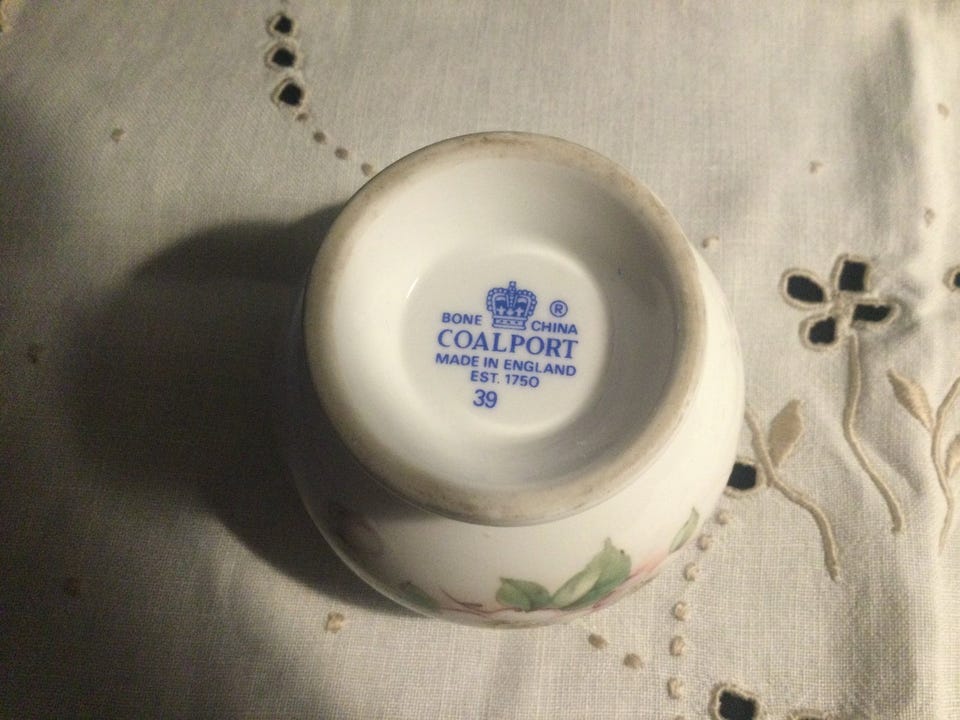 ®
BONE CHINA
COALPORT
MADE IN ENGLAND
EST. 1750
39